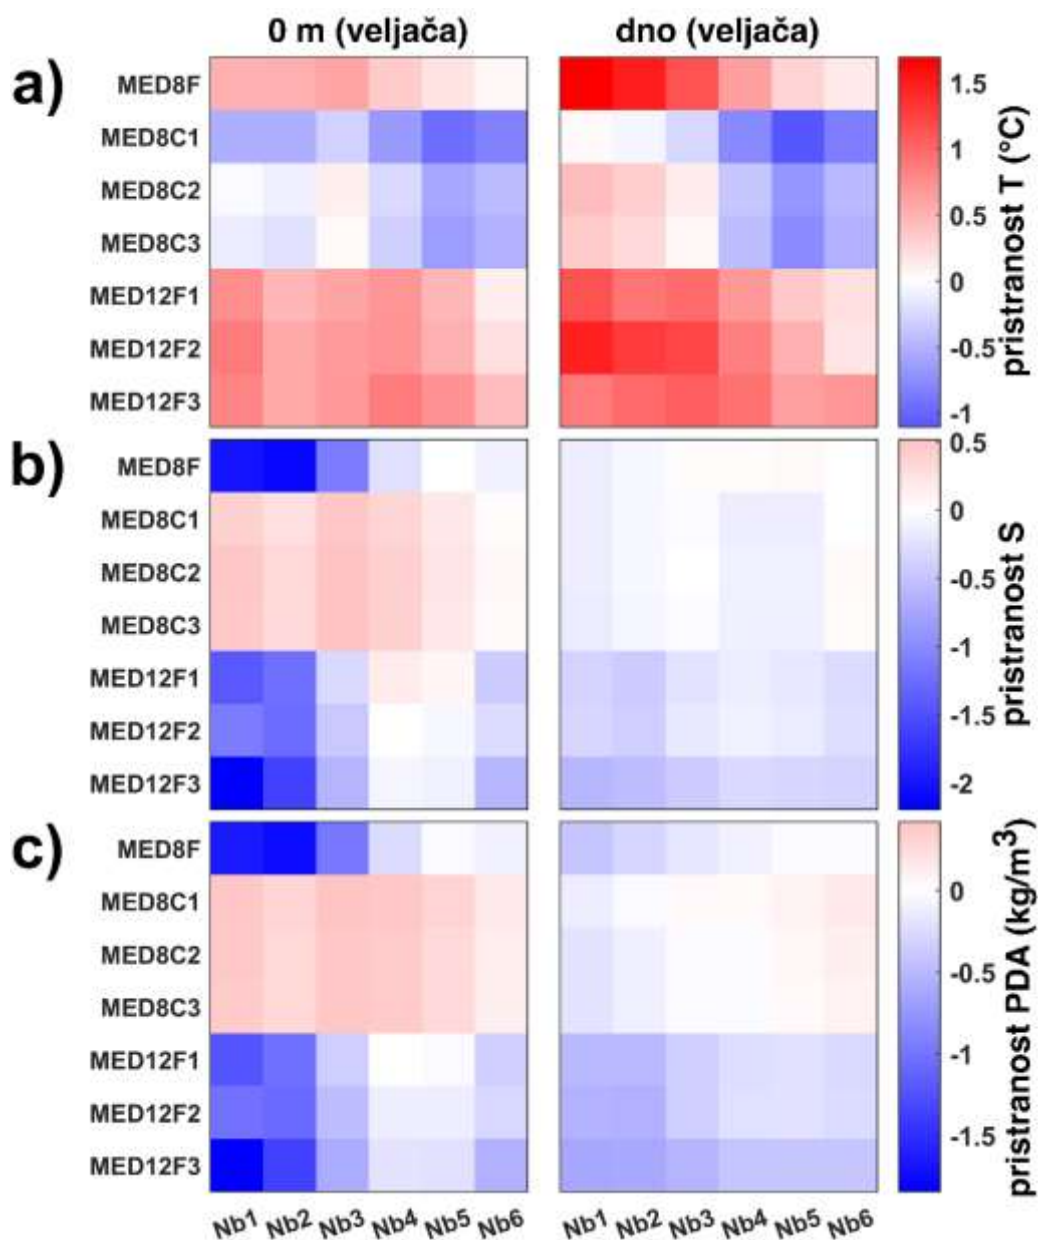 0 m (veljača) dno (veljača)
a)
MED8F
MED8C1
MED8C2
MED8C3
MED12F1
MED12F2
MED12F3
1.5
1
0.5
0
-0.5
-1
pristranost T (°C)
b)
MED8F
MED8C1
MED8C2
MED8C3
MED12F1
MED12F2
MED12F3
0.5
0
-0.5
-1
-1.5
-2
pristranost S
c)
MED8F
MED8C1
MED8C2
MED8C3
MED12F1
MED12F2
MED12F3
0
-0.5
-1
-1.5
pristranost PDA (kg/m³)
Nb1 Nb2 Nb3 Nb4 Nb5 Nb6 Nb1 Nb2 Nb3 Nb4 Nb5 Nb6